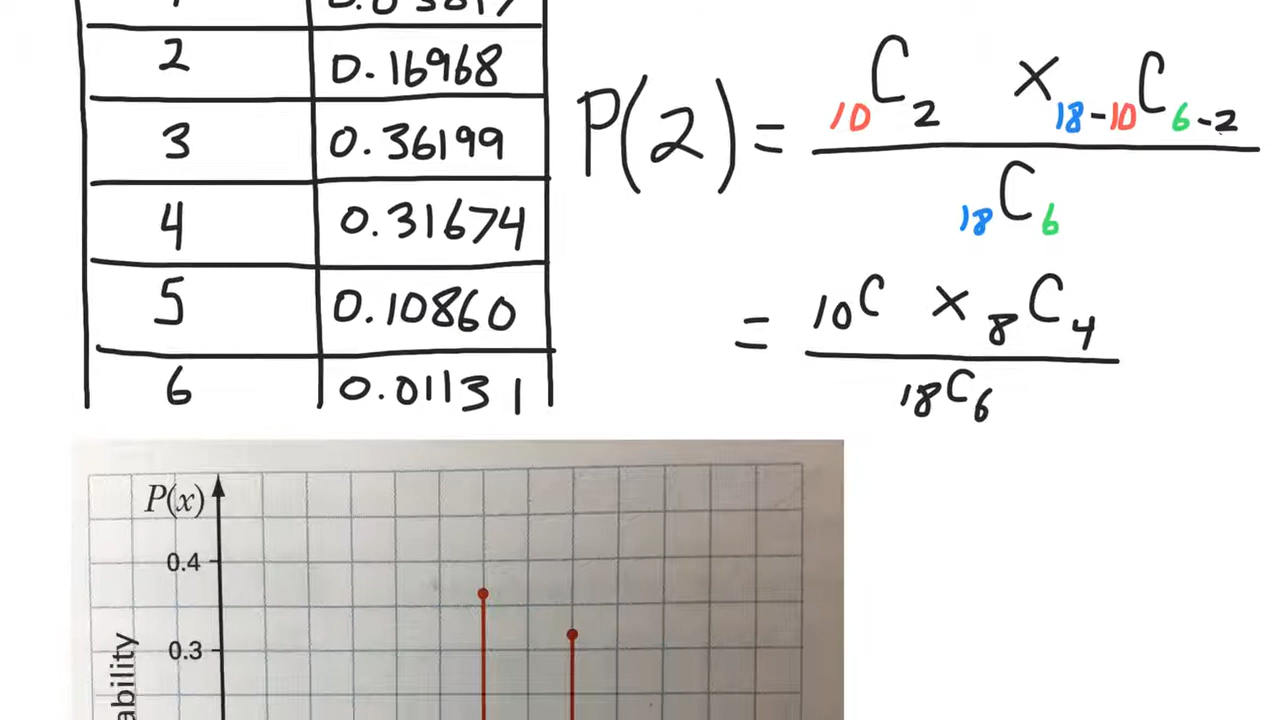 2 0.16968
3 0.36199
4 0.31674
5 0.10860
6 0.01131
P(2) = 10C2 × 18-10C6-2
18C6
= 10C × 8C4
18C6
P(x)
0.4
0.3
ability